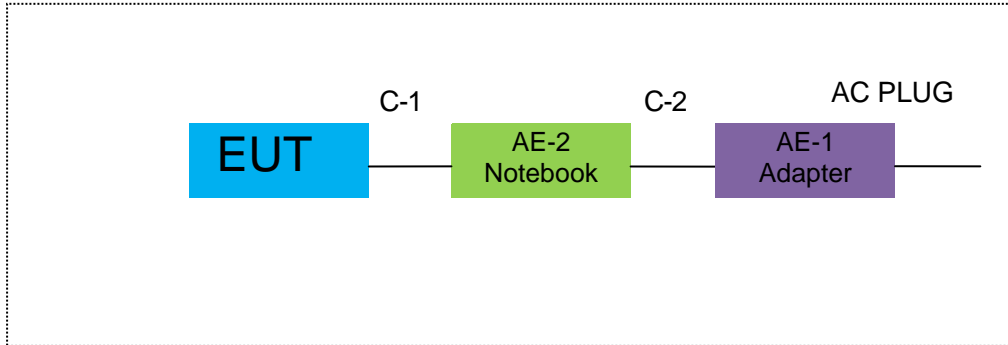 C-1
C-2
AC PLUG
EUT
AE-2
Notebook
AE-1
Adapter